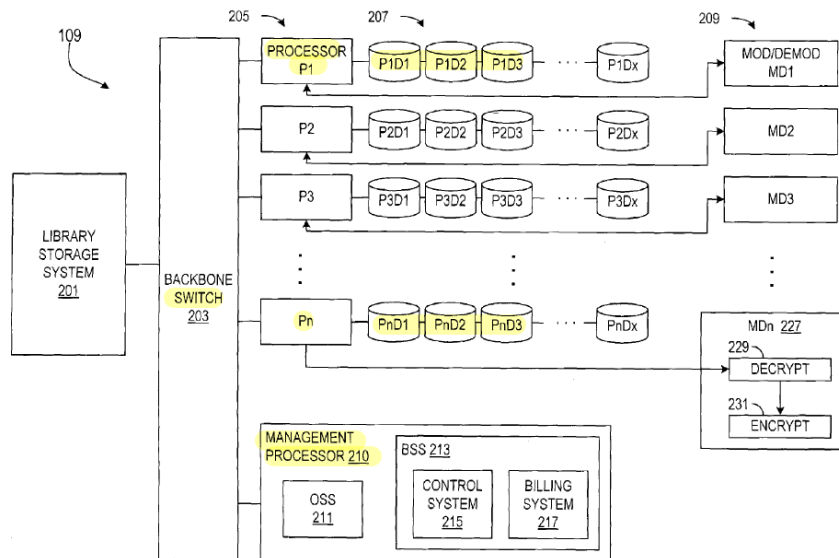 109
205
207
209
PROCESSOR
P1
P1D1 P1D2 P1D3 ... P1Dx
MOD/DEMOD
MD1
P2
P2D1 P2D2 P2D3 ... P2Dx
MD2
P3
P3D1 P3D2 P3D3 ... P3Dx
MD3
LIBRARY
STORAGE
SYSTEM
201
BACKBONE
SWITCH
203
Pn
PnD1 PnD2 PnD3 ... PnDx
MDn 227
229
DECRYPT
231
ENCRYPT
MANAGEMENT
PROCESSOR 210
OSS
211
BSS 213
CONTROL
SYSTEM
215
BILLING
SYSTEM
217